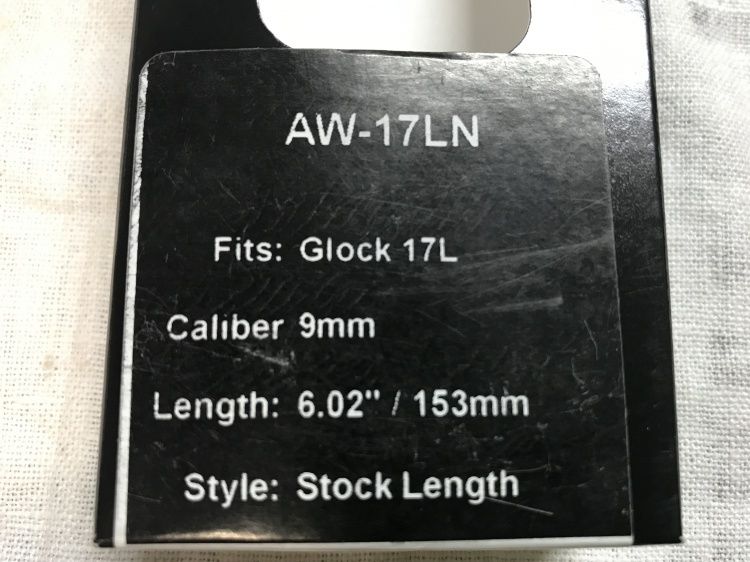 AW-17LN
Fits: Glock 17L
Caliber 9mm
Length: 6.02" / 153mm
Style: Stock Length